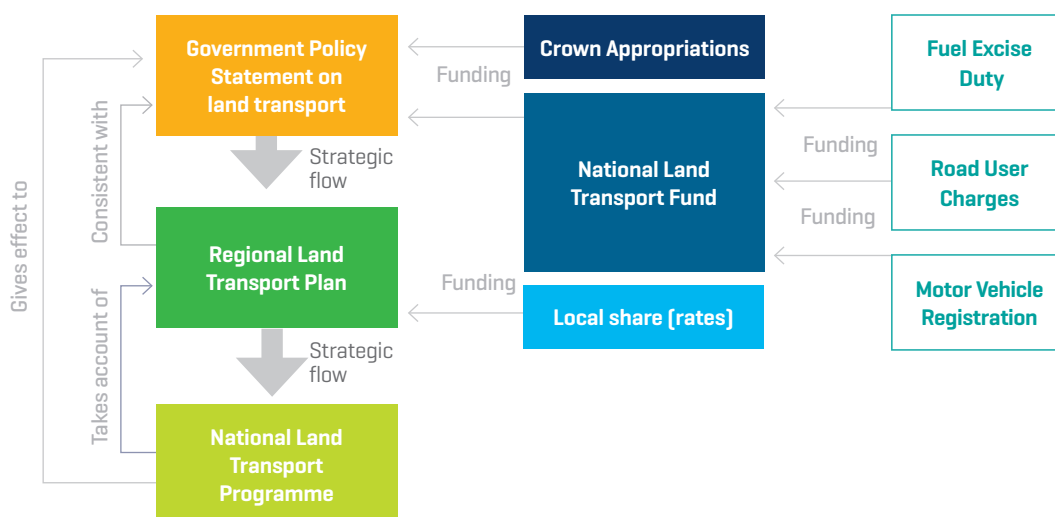 Government Policy
Statement on
land transport
Crown Appropriations
Fuel Excise
Duty
Funding
Consistent with
Strategic
flow
National Land
Transport Fund
Funding
Road User
Charges
Funding
Gives effect to
Regional Land
Transport Plan
Funding
Local share (rates)
Motor Vehicle
Registration
Takes account of
Strategic
flow
National Land
Transport
Programme